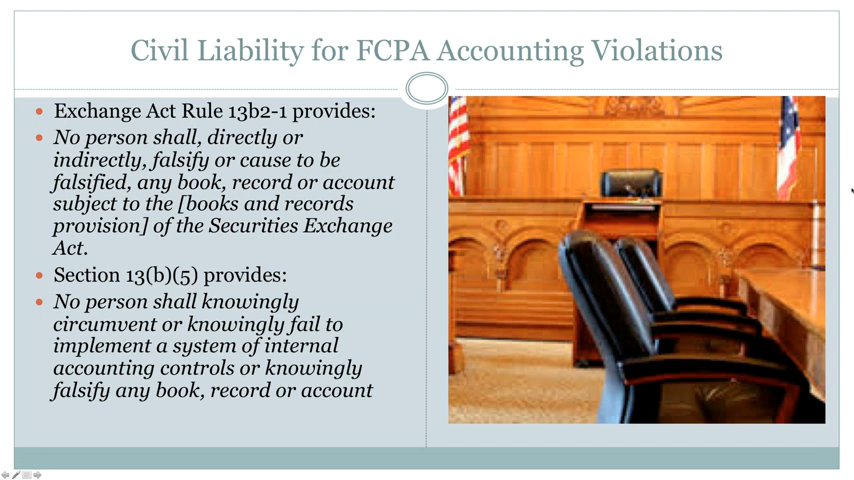 Civil Liability for FCPA Accounting Violations
Exchange Act Rule 13b2-1 provides:
No person shall, directly or
indirectly, falsify or cause to be
falsified, any book, record or account
subject to the [books and records
provision] of the Securities Exchange
Act.
Section 13(b)(5) provides:
No person shall knowingly
circumvent or knowingly fail to
implement a system of internal
accounting controls or knowingly
falsify any book, record or account